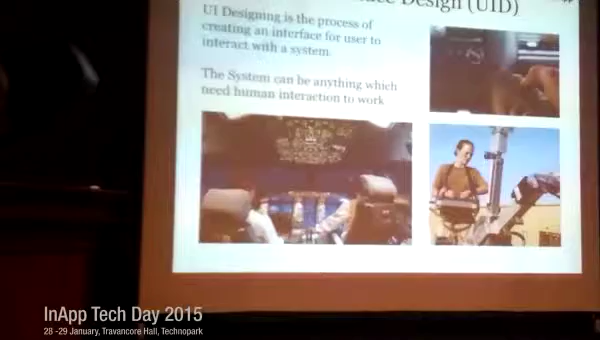 Design (UID)
UI Designing is the process of
creating an interface for user to
interact with a system.
The System can be anything which
need human interaction to work
InApp Tech Day 2015
28 -29 January, Travancore Hall, Technopark